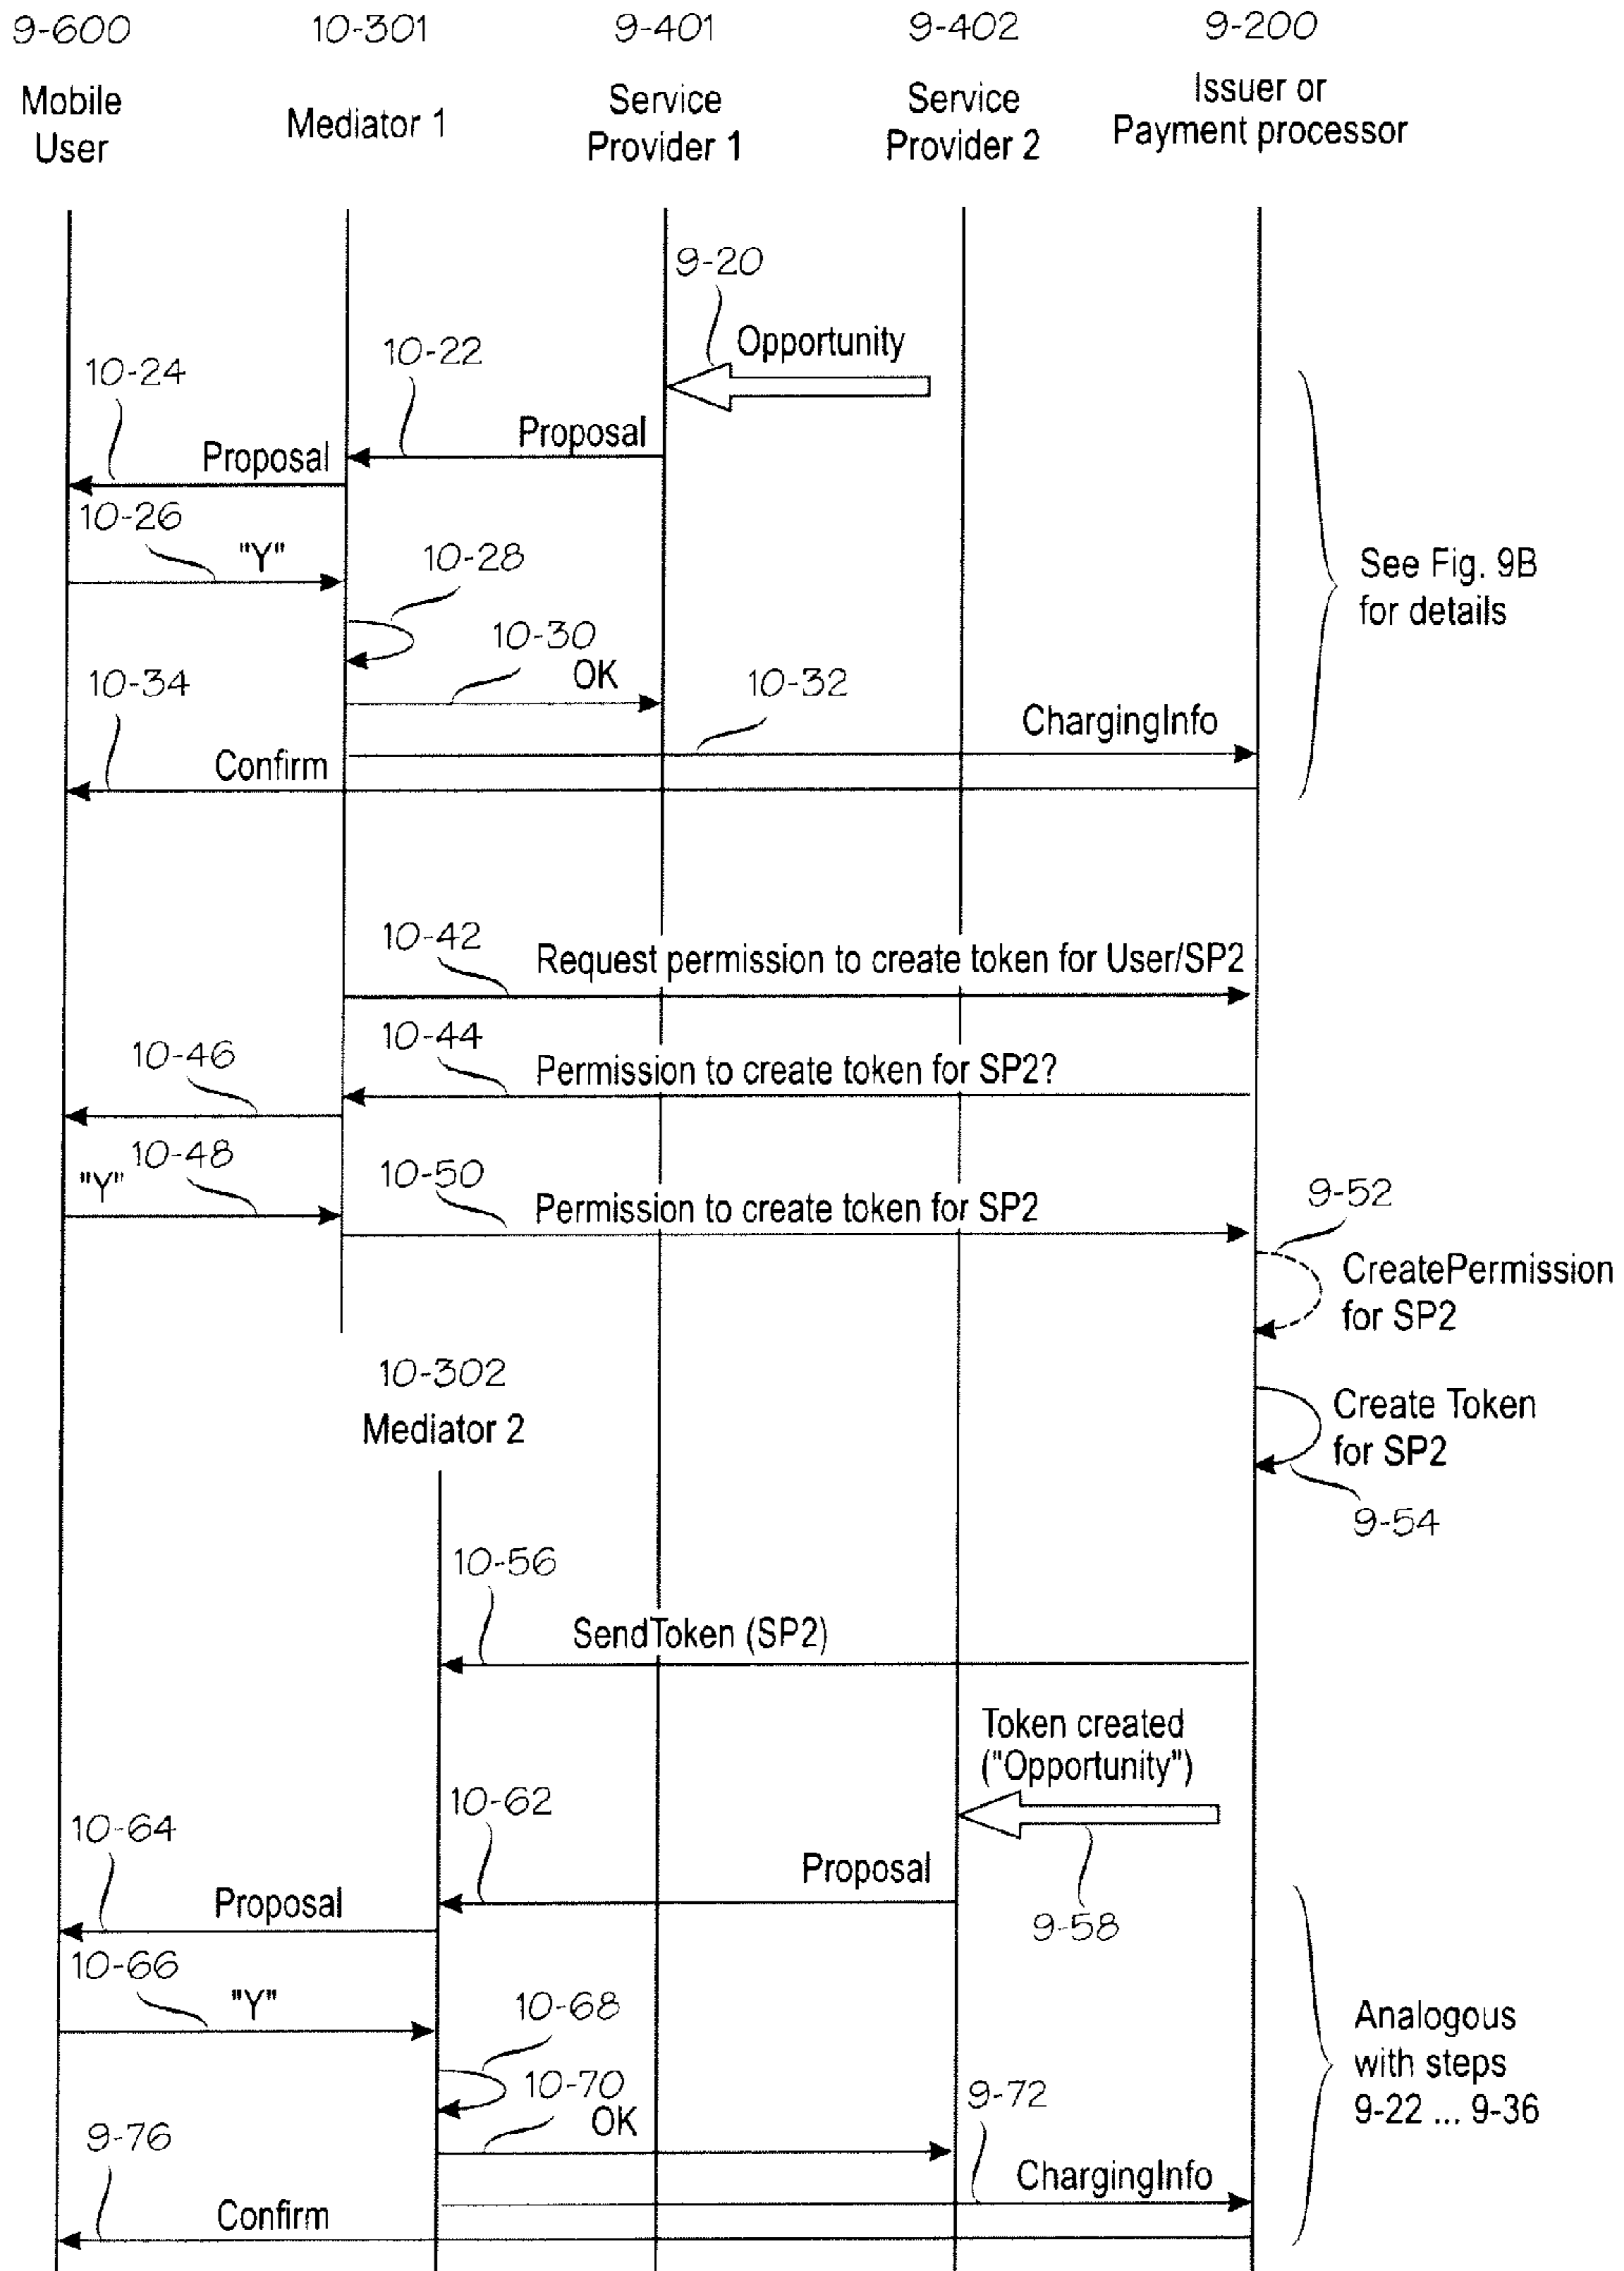 9-600 10-301 9-401 9-402 9-200
Mobile
User
Mediator 1
Service
Provider 1
Service
Provider 2
Issuer or
Payment processor
9-20
Opportunity
10-22
10-24
Proposal
Proposal
10-26
"Y"
10-28
See Fig. 9B
for details
10-30
OK
10-34
10-32
ChargingInfo
Confirm
10-42
Request permission to create token for User/SP2
10-44
10-46
Permission to create token for SP2?
10-48
"Y"
10-50
Permission to create token for SP2
9-52
CreatePermission
for SP2
10-302
Mediator 2
Create Token
for SP2
9-54
10-56
SendToken (SP2)
Token created
("Opportunity")
10-62
10-64
Proposal
Proposal
9-58
10-66
"Y"
10-68
10-70
OK
Analogous
with steps
9-22 ... 9-36
9-72
9-76
ChargingInfo
Confirm